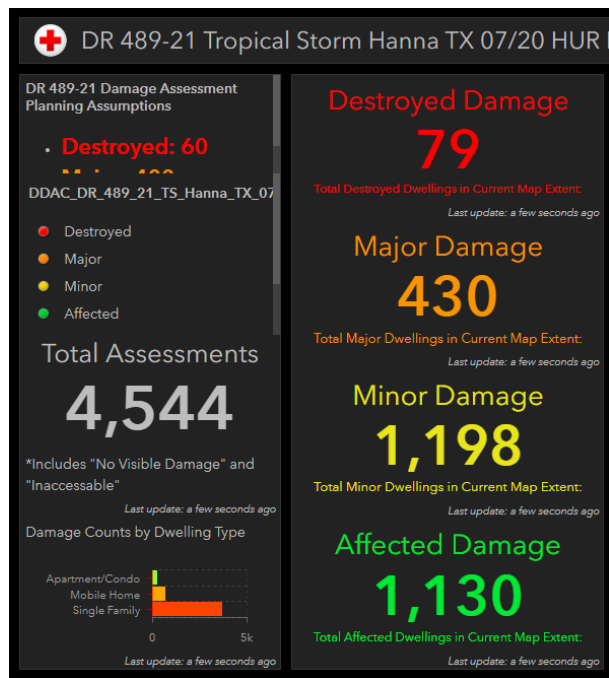 DR 489-21 Tropical Storm Hanna TX 07/20 HUR
DR 489-21 Damage Assessment
Planning Assumptions
• Destroyed: 60
DDAC_DR_489_21_TS_Hanna_TX_07
Destroyed
Major
Minor
Affected
Total Assessments
4,544
*Includes "No Visible Damage" and
"Inaccessable"
Last update: a few seconds ago
Damage Counts by Dwelling Type
Apartment/Condo
Mobile Home
Single Family
0 5k
Last update: a few seconds ago
Destroyed Damage
79
Total Destroyed Dwellings in Current Map Extent:
Last update: a few seconds ago
Major Damage
430
Total Major Dwellings in Current Map Extent:
Last update: a few seconds ago
Minor Damage
1,198
Total Minor Dwellings in Current Map Extent:
Last update: a few seconds ago
Affected Damage
1,130
Total Affected Dwellings in Current Map Extent:
Last update: a few seconds ago